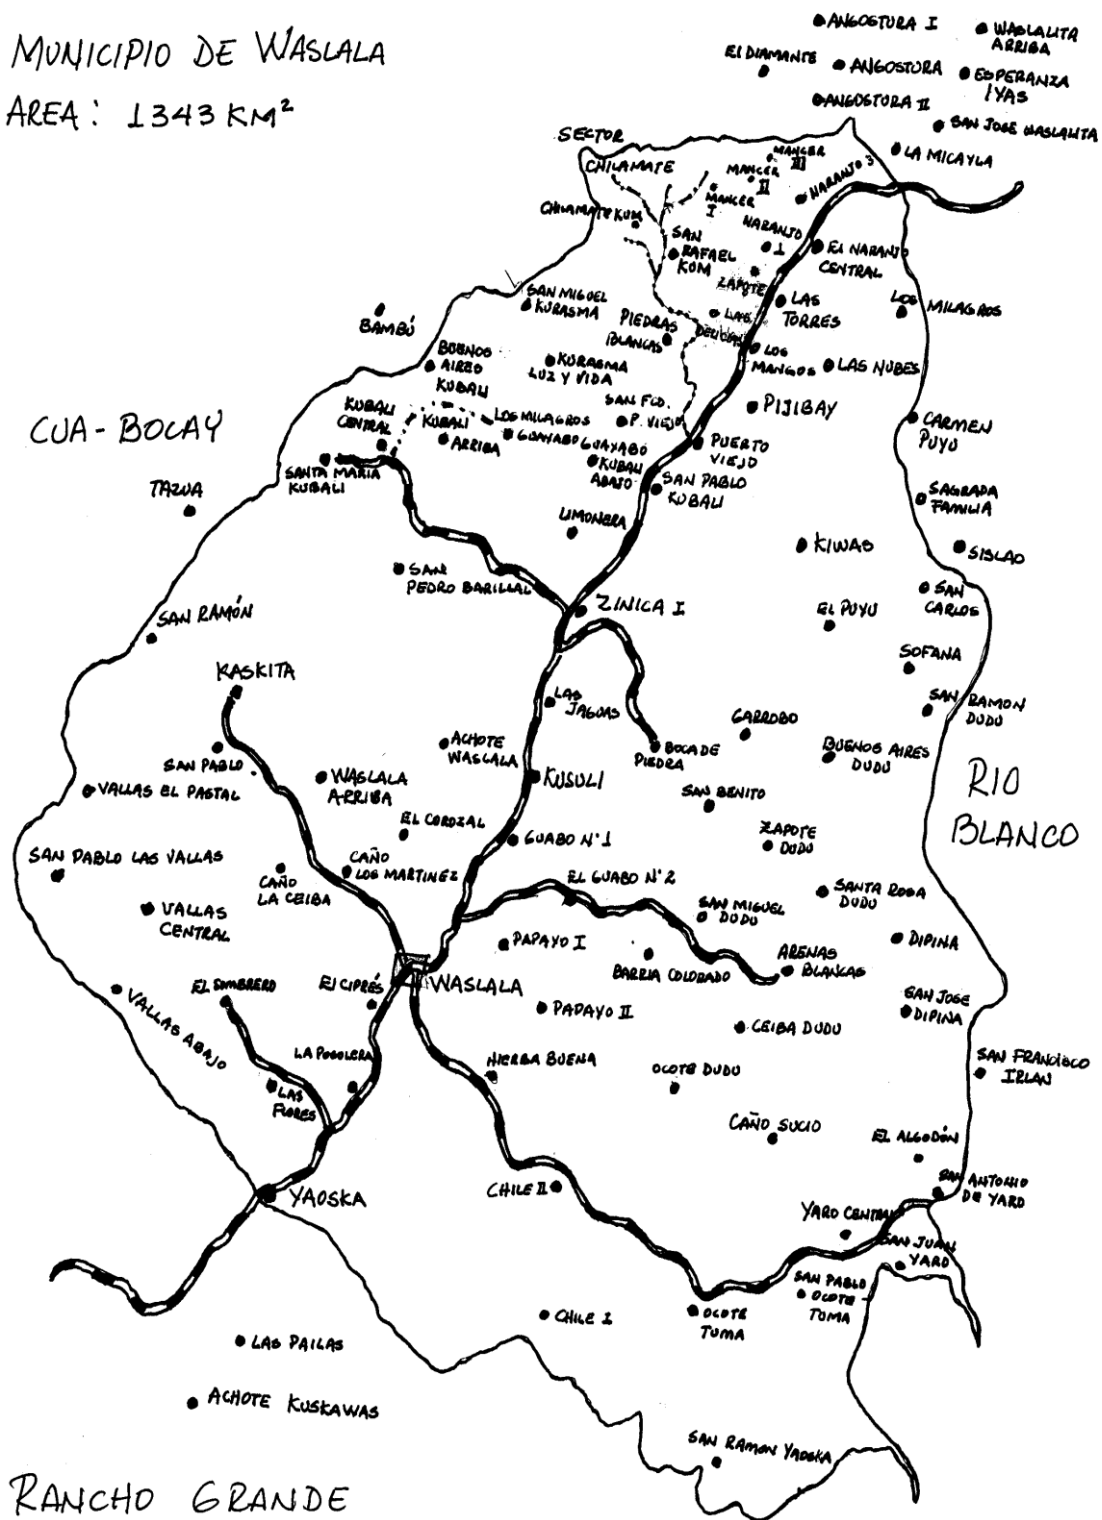 MUNICIPIO DE WASLALA
AREA: 1343 KM²
ANGOSTURA I
WASLALITA
ARRIBA
El DIAMANTE
ANGOSTURA
ESPERANZA
IYAS
ANGOSTURA II
SAN JOSE WASLALITA
LA MICAYLA
SECTOR
CHILAMATE
MANCER
III
MANCER
II
MANCER
I
NARANJO 3
CHILAMATE KUM
SAN
RAFAEL
KOM
NARANJO
1
El NARANJO
CENTRAL
ZAPOTE
SAN MIGUEL
KURASMA
LAS
TORRES
LOS MILAGROS
BAMBÚ
PIEDRAS
BLANCAS
LAS
DELICIAS
LOS
MANGOS
LAS NUBES
BUENOS
AIRES
KUBALI
KURASMA
LUZ Y VIDA
CUA-BOCAY
KUBALI
CENTRAL
KUBALI
ARRIBA
LOS MILAGROS
GUAYABO
SAN FCO.
P. VIEJO
PIJIBAY
CARMEN
PUYU
GUAYABO
KUBALI
ABAJO
PUERTO
VIEJO
SANTA MARIA
KUBALI
SAN PABLO
KUBALI
TAZUA
SAGRADA
FAMILIA
LIMONERA
KIWAS
SISLAO
SAN
PEDRO BARILLAL
SAN
CARLOS
SAN RAMÓN
ZINICA I
EL PUYU
KASKITA
SOFANA
LAS
JAGUAS
SAN RAMON
DUDU
SAN PABLO
ACHOTE
WASLALA
BOCA DE
PIEDRA
GARROBO
BUENOS AIRES
DUDU
VALLAS EL PASTAL
WASLALA
ARRIBA
KUSULI
SAN BENITO
RIO
BLANCO
EL COROZAL
GUABO N°1
ZAPOTE
DUDU
SAN PABLO LAS VALLAS
CAÑO
LA CEIBA
CAÑO
LOS MARTINEZ
EL GUABO N°2
SANTA ROSA
DUDU
VALLAS
CENTRAL
SAN MIGUEL
DUDU
PAPAYO I
BARRIA COLORADO
ARENAS
BLANCAS
DIPINA
EL SOMBRERO
El CIPRÉS
WASLALA
VALLAS ABAJO
PAPAYO II
CEIBA DUDU
SAN JOSE
DIPINA
LA POSOLERA
HIERBA BUENA
OCOTE DUDU
SAN FRANCISCO
IRLAN
LAS
FLORES
CAÑO SUCIO
EL ALGODÓN
YAOSKA
CHILE II
SAN ANTONIO
DE YARO
YARO CENTRAL
SAN JUAN
YARO
SAN PABLO
OCOTE
TUMA
CHILE I
OCOTE
TUMA
LAS PAILAS
ACHOTE KUSKAWAS
SAN RAMON YAOSKA
RANCHO GRANDE